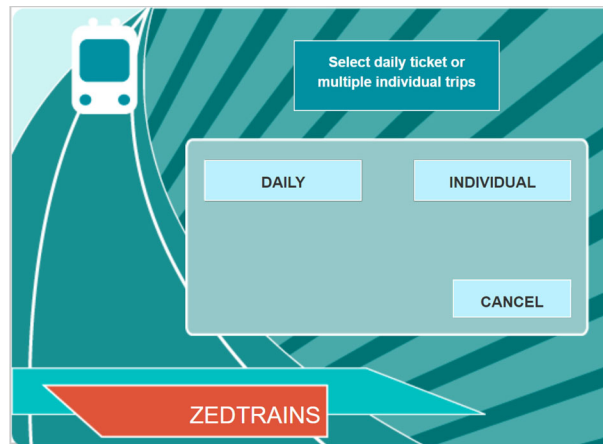 Select daily ticket or
multiple individual trips
DAILY
INDIVIDUAL
CANCEL
ZEDTRAINS